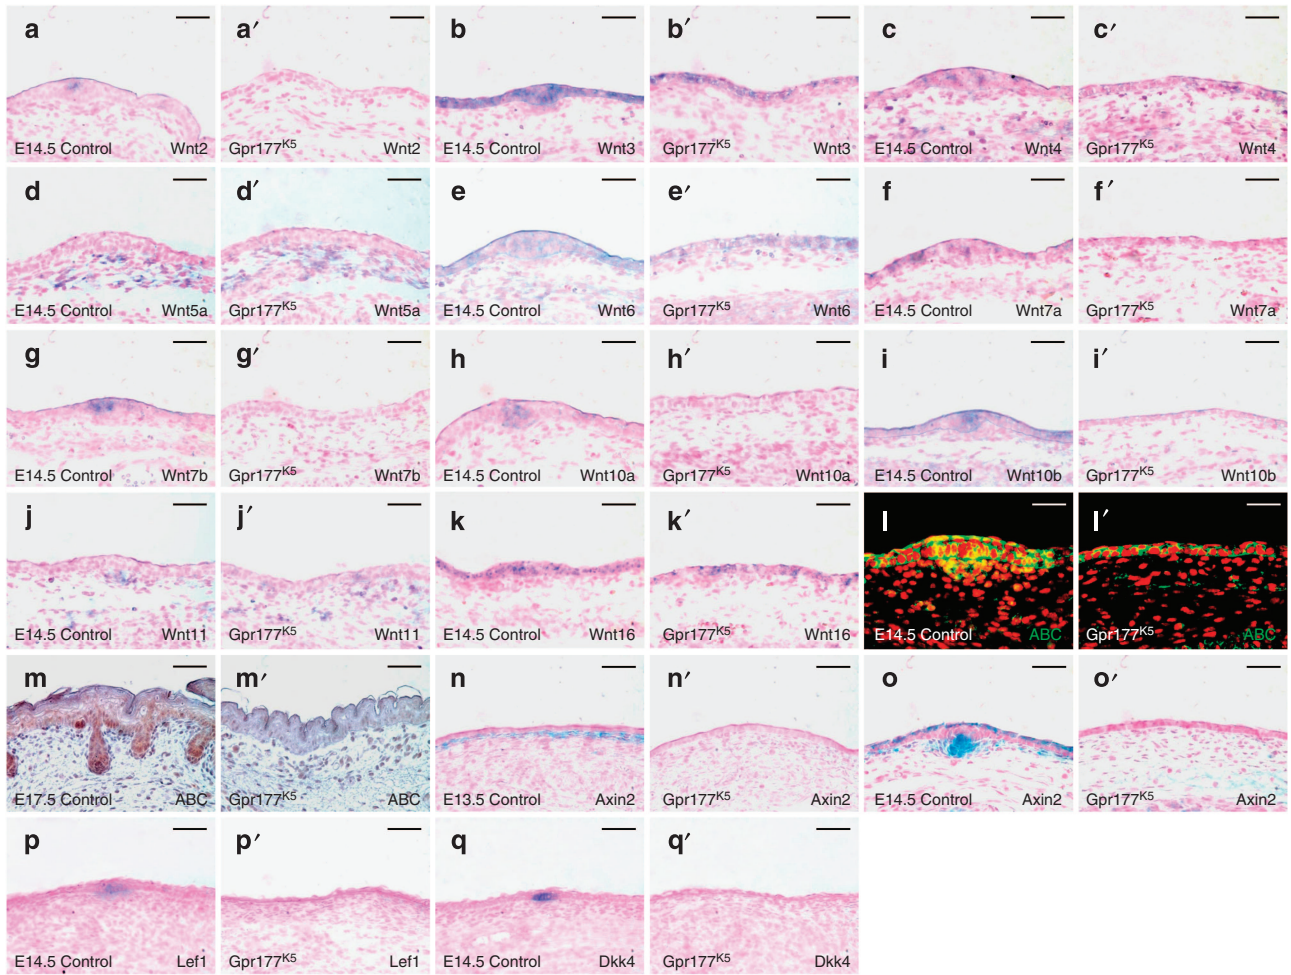 a a′ b b′ c c′
E14.5 Control Wnt2 Gpr177K5 Wnt2 E14.5 Control Wnt3 Gpr177K5 Wnt3 E14.5 Control Wnt4 Gpr177K5 Wnt4
d d′ e e′ f f′
E14.5 Control Wnt5a Gpr177K5 Wnt5a E14.5 Control Wnt6 Gpr177K5 Wnt6 E14.5 Control Wnt7a Gpr177K5 Wnt7a
g g′ h h′ i i′
E14.5 Control Wnt7b Gpr177K5 Wnt7b E14.5 Control Wnt10a Gpr177K5 Wnt10a E14.5 Control Wnt10b Gpr177K5 Wnt10b
j j′ k k′ l l′
E14.5 Control Wnt11 Gpr177K5 Wnt11 E14.5 Control Wnt16 Gpr177K5 Wnt16 E14.5 Control ABC Gpr177K5 ABC
m m′ n n′ o o′
E17.5 Control ABC Gpr177K5 ABC E13.5 Control Axin2 Gpr177K5 Axin2 E14.5 Control Axin2 Gpr177K5 Axin2
p p′ q q′
E14.5 Control Lef1 Gpr177K5 Lef1 E14.5 Control Dkk4 Gpr177K5 Dkk4